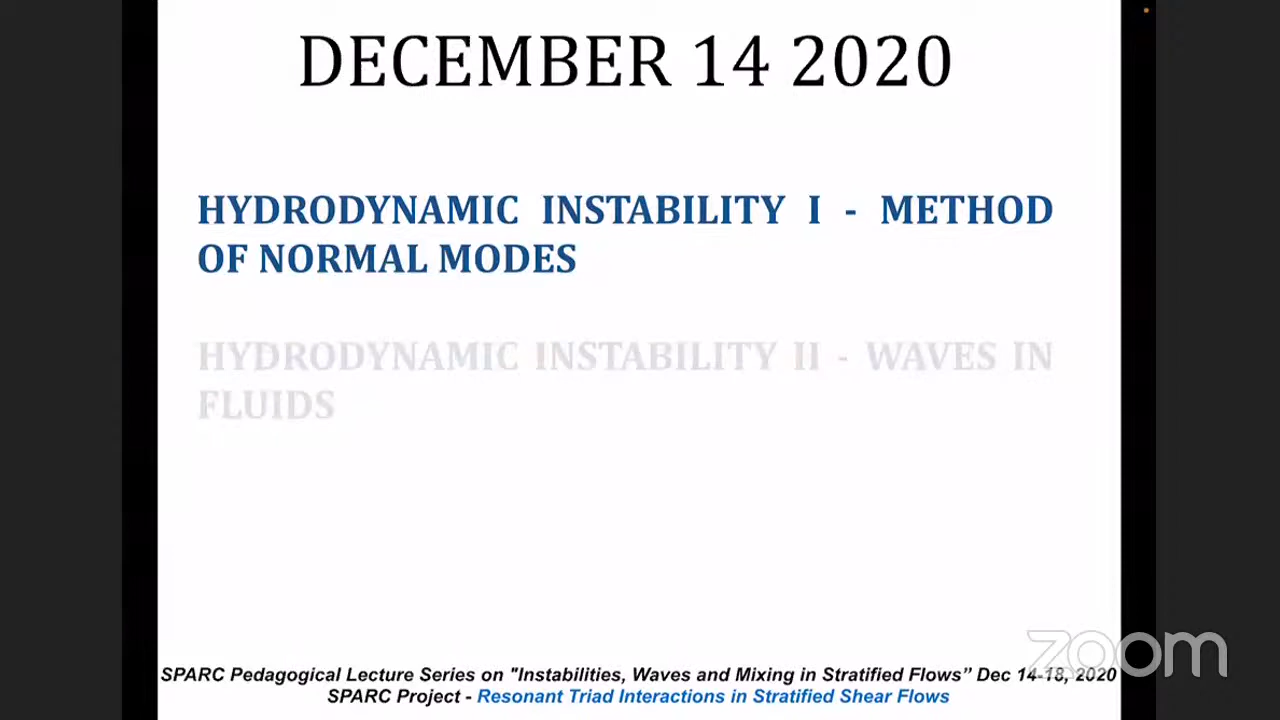 DECEMBER 14 2020
HYDRODYNAMIC INSTABILITY I - METHOD
OF NORMAL MODES
HYDRODYNAMIC INSTABILITY II - WAVES IN
FLUIDS
zoom
SPARC Pedagogical Lecture Series on "Instabilities, Waves and Mixing in Stratified Flows” Dec 14-18, 2020
SPARC Project - Resonant Triad Interactions in Stratified Shear Flows